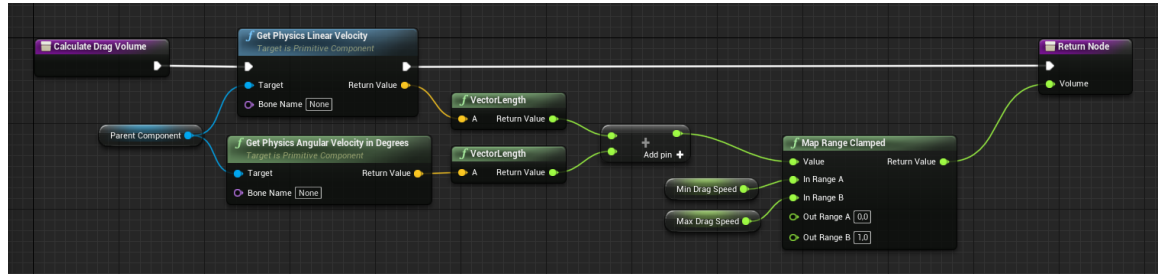 Calculate Drag Volume
Get Physics Linear Velocity
Target is Primitive Component
Target
Return Value
Bone Name None
Parent Component
Get Physics Angular Velocity in Degrees
Target is Primitive Component
Target
Return Value
Bone Name None
VectorLength
A
Return Value
VectorLength
A
Return Value
Add pin
Min Drag Speed
Max Drag Speed
Map Range Clamped
Value
Return Value
In Range A
In Range B
Out Range A 0,0
Out Range B 1,0
Return Node
Volume